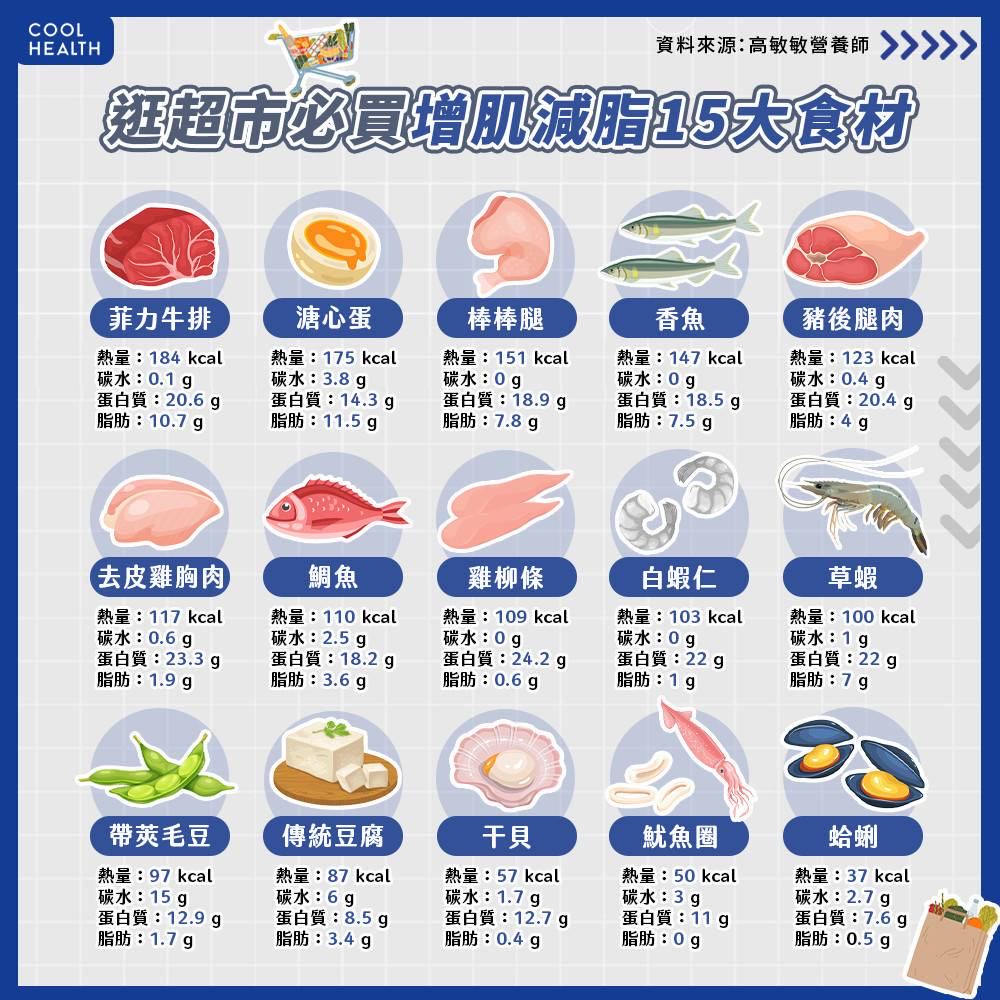 COOL
HEALTH
資料來源:高敏敏營養師
逛超市必買增肌減脂15大食材
菲力牛排
熱量：184 kcal
碳水：0.1 g
蛋白質：20.6 g
脂肪：10.7 g
溏心蛋
熱量：175 kcal
碳水：3.8 g
蛋白質：14.3 g
脂肪：11.5 g
棒棒腿
熱量：151 kcal
碳水：0 g
蛋白質：18.9 g
脂肪：7.8 g
香魚
熱量：147 kcal
碳水：0 g
蛋白質：18.5 g
脂肪：7.5 g
豬後腿肉
熱量：123 kcal
碳水：0.4 g
蛋白質：20.4 g
脂肪：4 g
去皮雞胸肉
熱量：117 kcal
碳水：0.6 g
蛋白質：23.3 g
脂肪：1.9 g
鯛魚
熱量：110 kcal
碳水：2.5 g
蛋白質：18.2 g
脂肪：3.6 g
雞柳條
熱量：109 kcal
碳水：0 g
蛋白質：24.2 g
脂肪：0.6 g
白蝦仁
熱量：103 kcal
碳水：0 g
蛋白質：22 g
脂肪：1 g
草蝦
熱量：100 kcal
碳水：1 g
蛋白質：22 g
脂肪：7 g
帶莢毛豆
熱量：97 kcal
碳水：15 g
蛋白質：12.9 g
脂肪：1.7 g
傳統豆腐
熱量：87 kcal
碳水：6 g
蛋白質：8.5 g
脂肪：3.4 g
干貝
熱量：57 kcal
碳水：1.7 g
蛋白質：12.7 g
脂肪：0.4 g
魷魚圈
熱量：50 kcal
碳水：3 g
蛋白質：11 g
脂肪：0 g
蛤蜊
熱量：37 kcal
碳水：2.7 g
蛋白質：7.6 g
脂肪：0.5 g